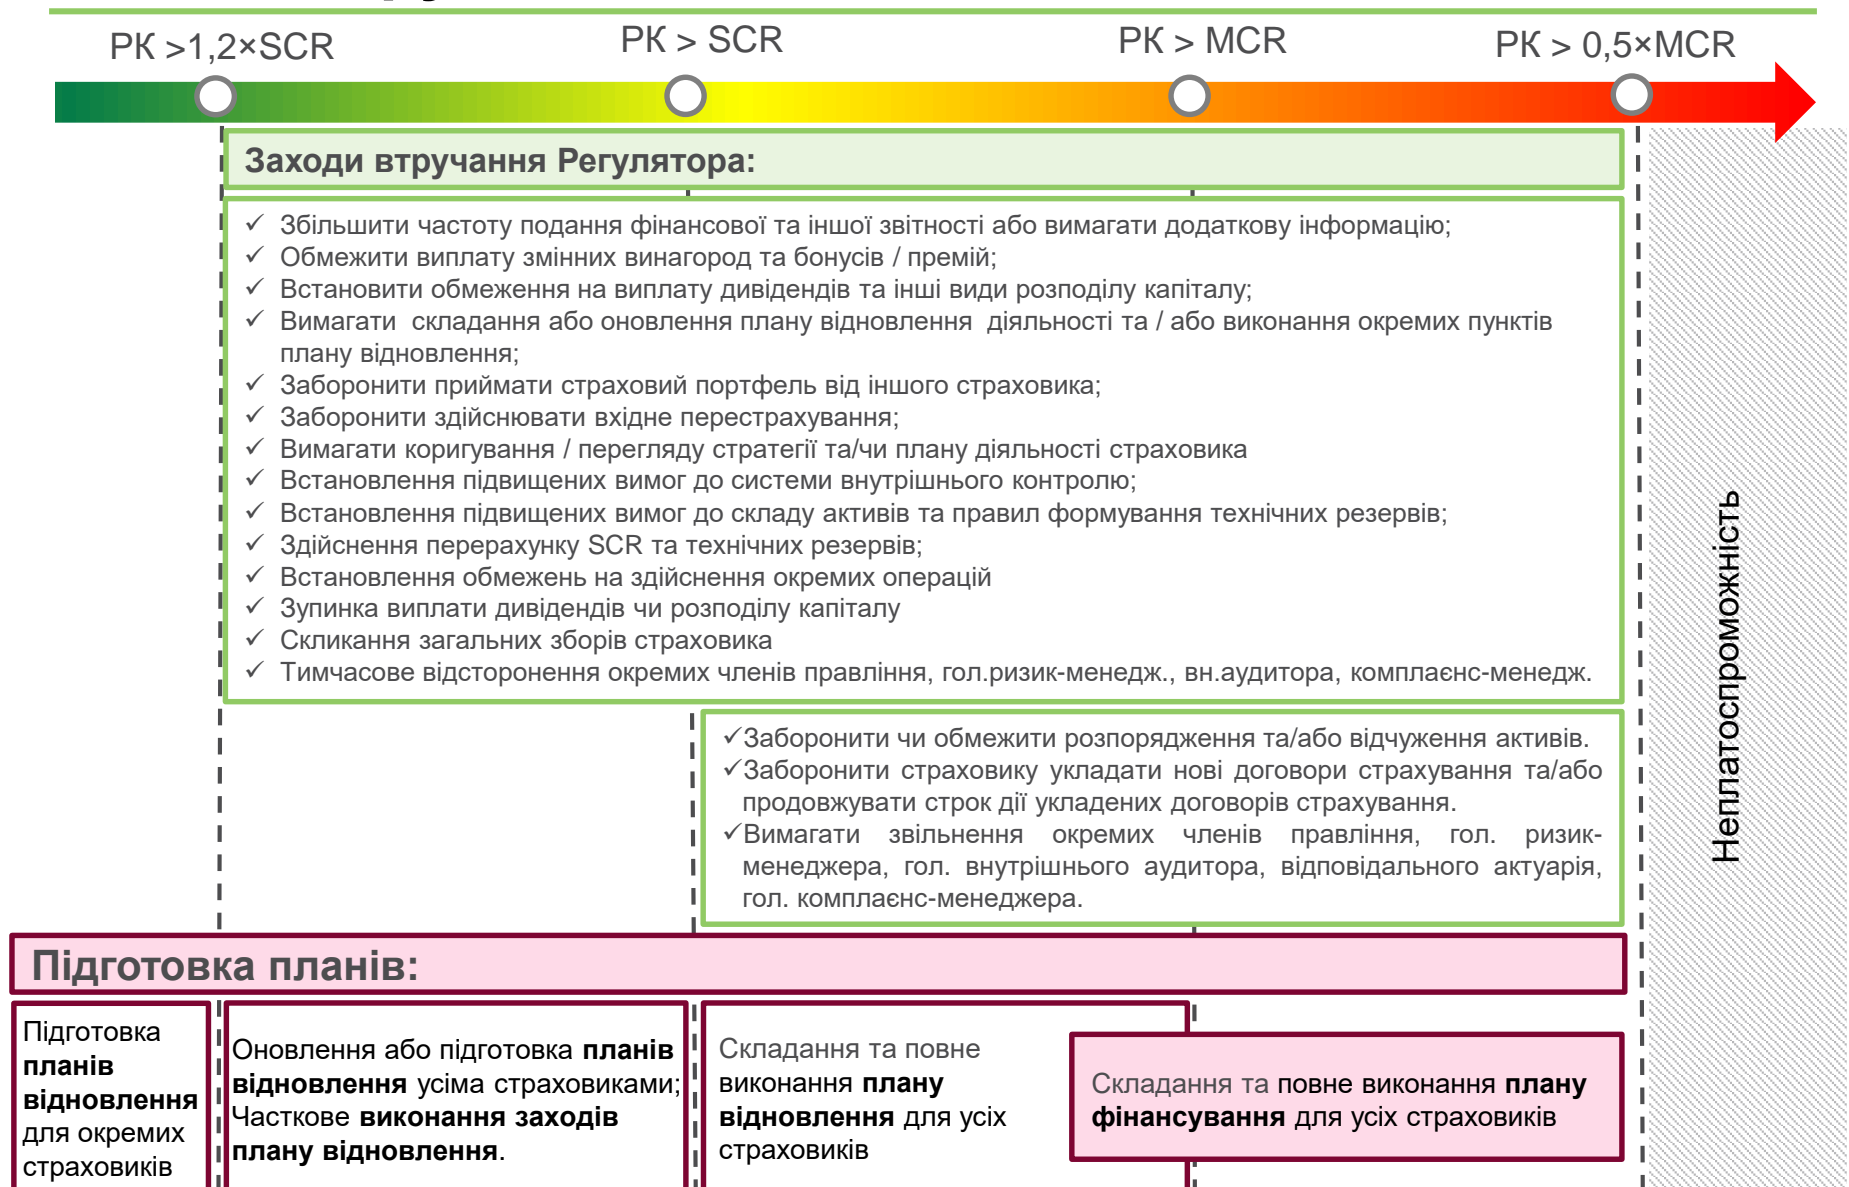 РК >1,2×SCR
РК > SCR
РК > MCR
РК > 0,5×MCR
Заходи втручання Регулятора:
✓ Збільшити частоту подання фінансової та іншої звітності або вимагати додаткову інформацію;
✓ Обмежити виплату змінних винагород та бонусів / премій;
✓ Встановити обмеження на виплату дивідендів та інші види розподілу капіталу;
✓ Вимагати складання або оновлення плану відновлення діяльності та / або виконання окремих пунктів
плану відновлення;
✓ Заборонити приймати страховий портфель від іншого страховика;
✓ Заборонити здійснювати вхідне перестрахування;
✓ Вимагати коригування / перегляду стратегії та/чи плану діяльності страховика
✓ Встановлення підвищених вимог до системи внутрішнього контролю;
✓ Встановлення підвищених вимог до складу активів та правил формування технічних резервів;
✓ Здійснення перерахунку SCR та технічних резервів;
✓ Встановлення обмежень на здійснення окремих операцій
✓ Зупинка виплати дивідендів чи розподілу капіталу
✓ Скликання загальних зборів страховика
✓ Тимчасове відсторонення окремих членів правління, гол.ризик-менедж., вн.аудитора, комплаєнс-менедж.
✓Заборонити чи обмежити розпорядження та/або відчуження активів.
✓Заборонити страховику укладати нові договори страхування та/або
продовжувати строк дії укладених договорів страхування.
✓Вимагати звільнення окремих членів правління, гол. ризик-
менеджера, гол. внутрішнього аудитора, відповідального актуарія,
гол. комплаєнс-менеджера.
Неплатоспроможність
Підготовка планів:
Підготовка
планів
відновлення
для окремих
страховиків
Оновлення або підготовка планів
відновлення усіма страховиками;
Часткове виконання заходів
плану відновлення.
Складання та повне
виконання плану
відновлення для усіх
страховиків
Складання та повне виконання плану
фінансування для усіх страховиків